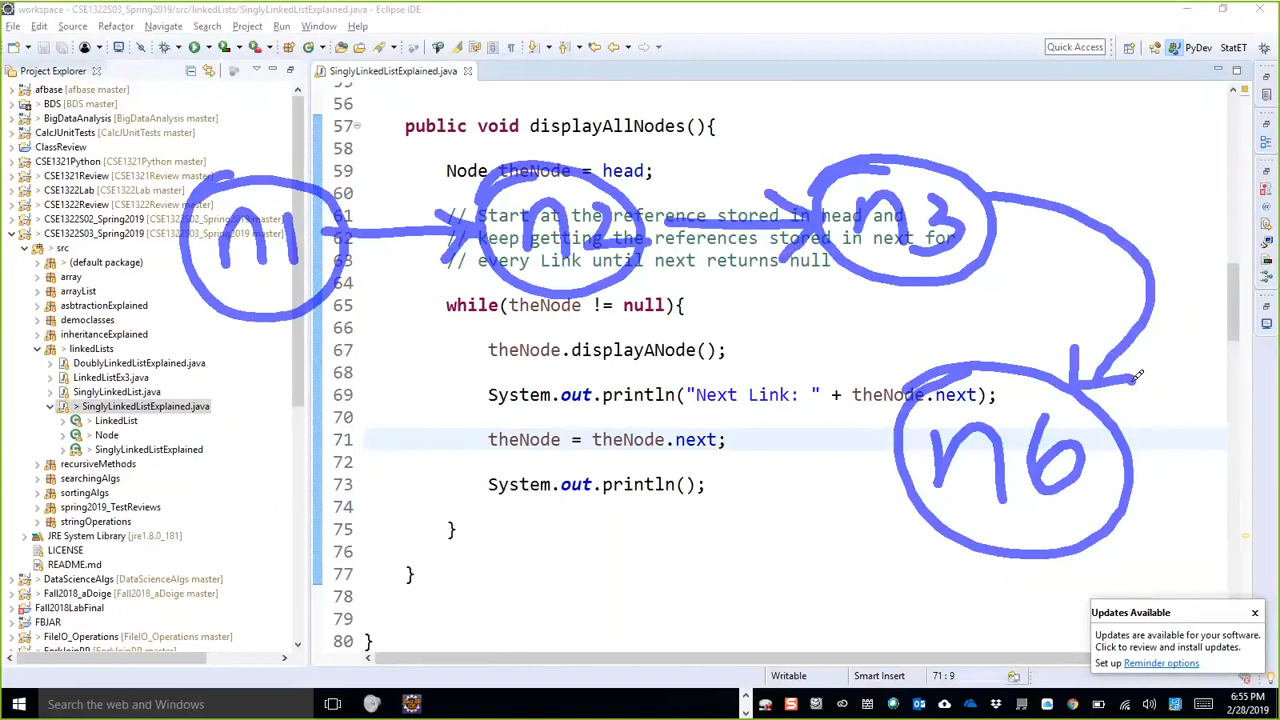 workspace - CSE1322S03_Spring2019/src/linkedLists/SinglyLinkedListExplained.java - Eclipse IDE
File Edit Source Refactor Navigate Search Project Run Window Help
Quick Access PyDev StatET
Project Explorer
SinglyLinkedListExplained.java
afbase (afbase master)
> BDS [BDS master]
> BigDataAnalysis [BigDataAnalysis master]
CalcJUnitTests [CalcJUnitTests master]
ClassReview
CSE1321Python [CSE1321Python master]
> CSE1321Review [CSE1321Review master]
> CSE1322Lab [CSE1322Lab master]
> CSE1322Review [CSE1322Review master]
> CSE1322S02_Spring2019 [CSE1322S02_Spring2019 master]
> CSE1322S03_Spring2019 [CSE1322S03_Spring2019 master]
> src
> (default package)
> array
> arrayList
> asbtractionExplained
> democlasses
> inheritanceExplained
> linkedLists
> DoublyLinkedListExplained.java
> LinkedListEx3.java
> SinglyLinkedList.java
> SinglyLinkedListExplained.java
> LinkedList
> Node
> SinglyLinkedListExplained
> recursiveMethods
> searchingAlgs
> sortingAlgs
> spring2019_TestReviews
> stringOperations
JRE System Library [jre1.8.0_181]
LICENSE
README.md
> DataScienceAlgs [DataScienceAlgs master]
> Fall2018_aDoige [Fall2018_aDoige master]
Fall2018LabFinal
FBJAR
> FileIO_Operations [FileIO_Operations master]
55
56
57 public void displayAllNodes(){
58
59 Node theNode = head;
60
61 // Start at the reference stored in head and
62 // keep getting the references stored in next for
63 // every Link until next returns null
64
65 while(theNode != null){
66
67 theNode.displayANode();
68
69 System.out.println("Next Link: " + theNode.next);
70
71 theNode = theNode.next;
72
73 System.out.println();
74
75 }
76
77 }
78
79
80 }
n1
n2
n3
n6
Updates Available
Updates are available for your software.
Click to review and install updates.
Set up Reminder options
Writable Smart Insert 71 : 9
Search the web and Windows
6:55 PM
2/28/2019